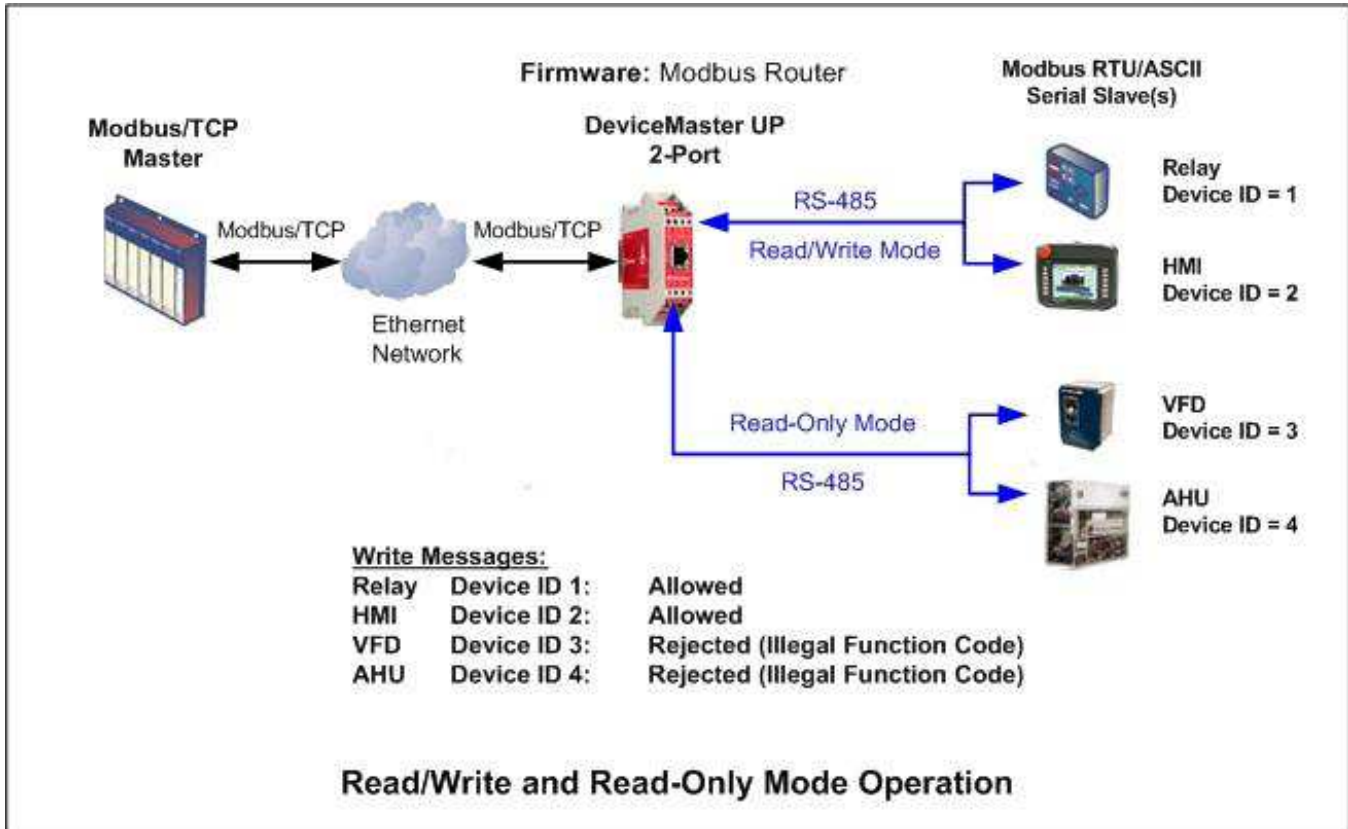 Firmware: Modbus Router
Modbus RTU/ASCII
Serial Slave(s)
Modbus/TCP
Master
DeviceMaster UP
2-Port
Modbus/TCP
Modbus/TCP
Ethernet
Network
RS-485
Read/Write Mode
Relay
Device ID = 1
HMI
Device ID = 2
Read-Only Mode
RS-485
VFD
Device ID = 3
AHU
Device ID = 4
Write Messages:
Relay Device ID 1: Allowed
HMI Device ID 2: Allowed
VFD Device ID 3: Rejected (Illegal Function Code)
AHU Device ID 4: Rejected (Illegal Function Code)
Read/Write and Read-Only Mode Operation